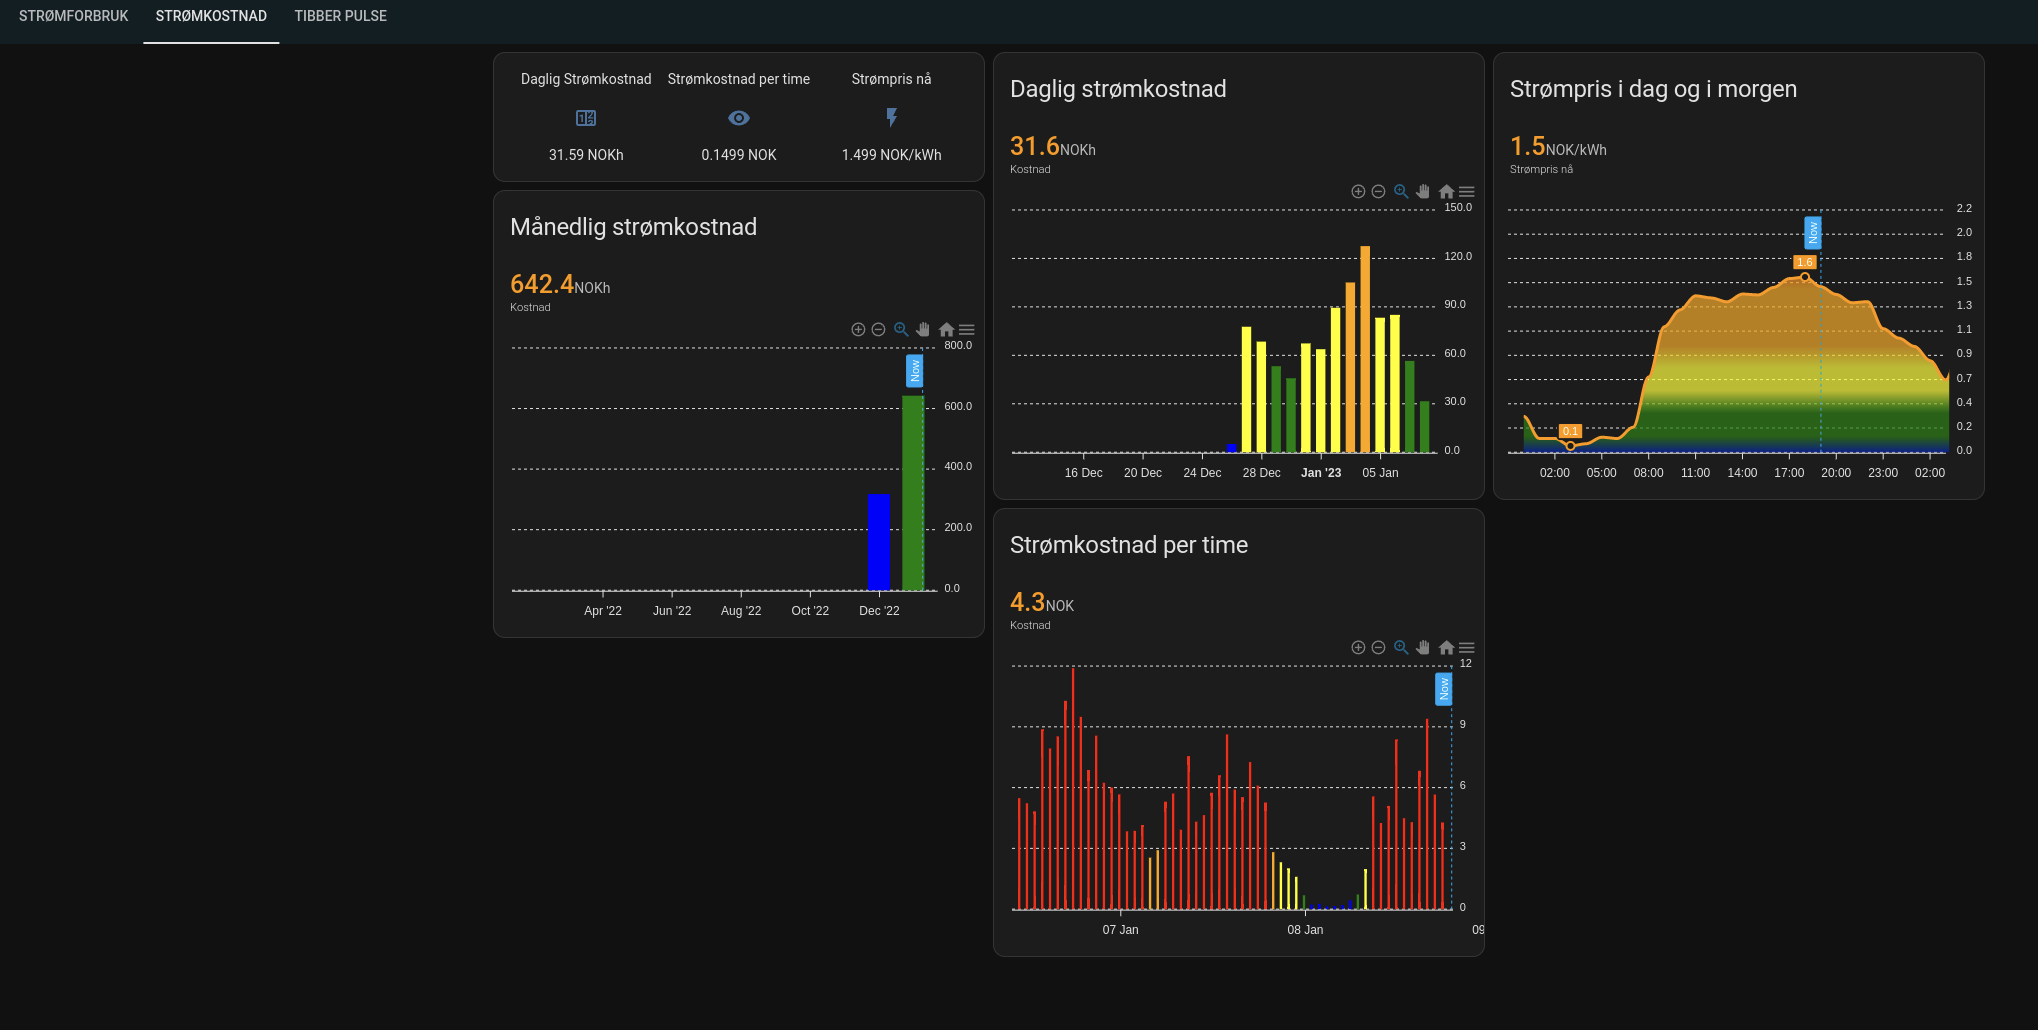 STRØMFORBRUK STRØMKOSTNAD TIBBER PULSE
Daglig Strømkostnad Strømkostnad per time Strømpris nå
31.59 NOKh 0.1499 NOK 1.499 NOK/kWh
Månedlig strømkostnad
642.4NOKh
Kostnad
800.0
Now
600.0
400.0
200.0
0.0
Apr '22 Jun '22 Aug '22 Oct '22 Dec '22
Daglig strømkostnad
31.6NOKh
Kostnad
150.0
120.0
90.0
60.0
30.0
0.0
16 Dec 20 Dec 24 Dec 28 Dec Jan '23 05 Jan
Strømkostnad per time
4.3NOK
Kostnad
12
Now
9
6
3
0
07 Jan 08 Jan 09
Strømpris i dag og i morgen
1.5NOK/kWh
Strømpris nå
2.2
Now
2.0
1.8
1.6
1.5
1.3
1.1
0.9
0.7
0.4
0.1
0.2
0.0
02:00 05:00 08:00 11:00 14:00 17:00 20:00 23:00 02:00